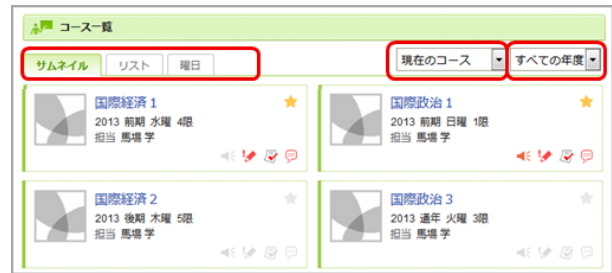 コース一覧
サムネイル リスト 曜日 現在のコース すべての年度
国際経済1
2013 前期 水曜 4限
担当 馬場 学
国際政治1
2013 前期 日曜 1限
担当 馬場 学
国際経済2
2013 後期 木曜 5限
担当 馬場 学
国際政治3
2013 通年 火曜 3限
担当 馬場 学